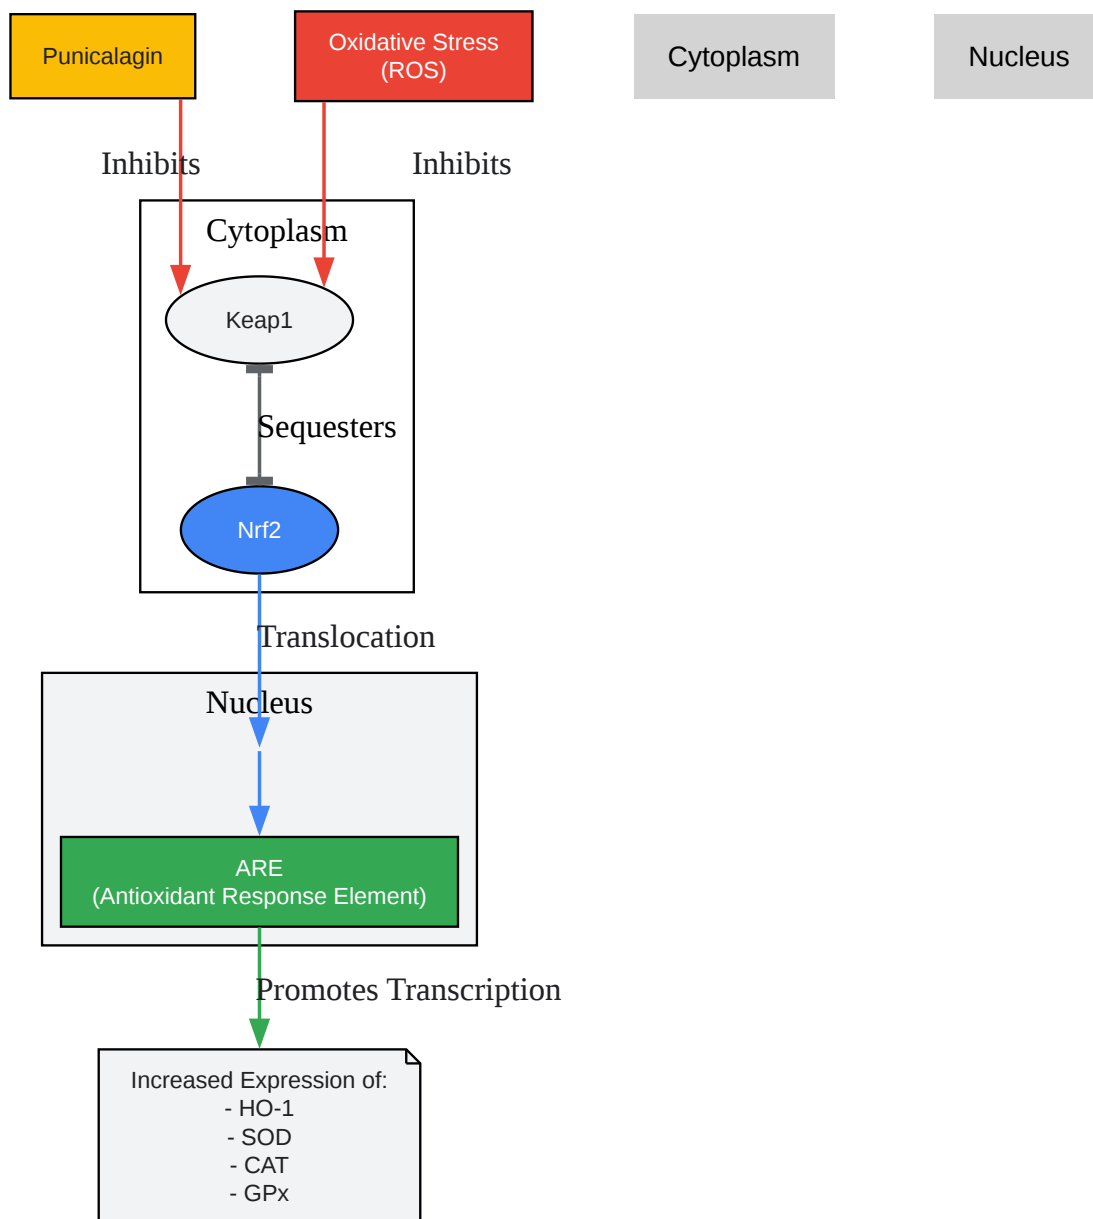 Punicalagin
Oxidative Stress
(ROS)
Cytoplasm
Nucleus
Inhibits
Inhibits
Cytoplasm
Keap1
Sequesters
Nrf2
Translocation
Nucleus
ARE
(Antioxidant Response Element)
Promotes Transcription
Increased Expression of:
- HO-1
- SOD
- CAT
- GPx